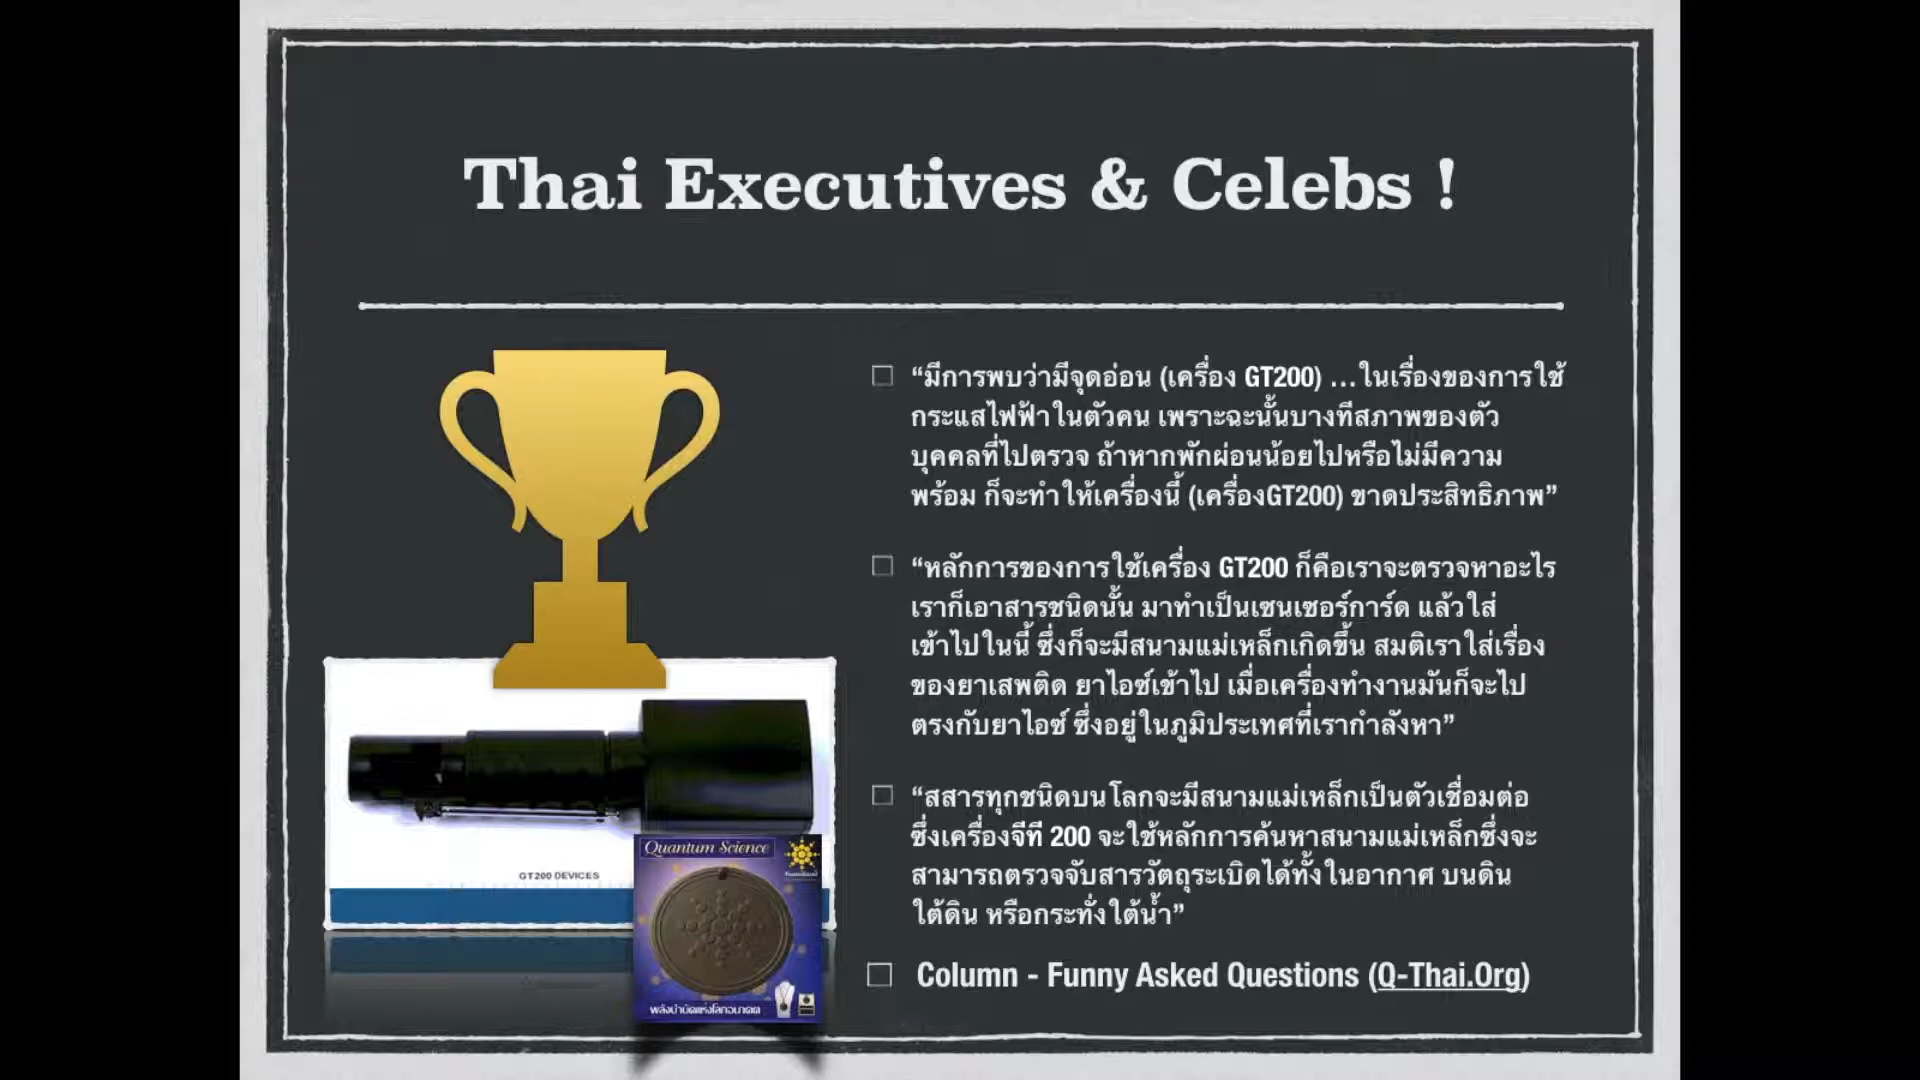 Thai Executives & Celebs !
“มีการพบว่ามีจุดอ่อน (เครื่อง GT200) ...ในเรื่องของการใช้
กระแสไฟฟ้าในตัวคน เพราะฉะนั้นบางทีสภาพของตัว
บุคคลที่ไปตรวจ ถ้าหากพักผ่อนน้อยไปหรือไม่มีความ
พร้อม ก็จะทำให้เครื่องนี้ (เครื่องGT200) ขาดประสิทธิภาพ”
“หลักการของการใช้เครื่อง GT200 ก็คือเราจะตรวจหาอะไร
เราก็เอาสารชนิดนั้น มาทำเป็นเซนเซอร์การ์ด แล้วใส่
เข้าไปในนี้ ซึ่งก็จะมีสนามแม่เหล็กเกิดขึ้น สมติเราใส่เรื่อง
ของยาเสพติด ยาไอซ์เข้าไป เมื่อเครื่องทำงานมันก็จะไป
ตรงกับยาไอซ์ ซึ่งอยู่ในภูมิประเทศที่เรากำลังหา”
“สสารทุกชนิดบนโลกจะมีสนามแม่เหล็กเป็นตัวเชื่อมต่อ
ซึ่งเครื่องจีที 200 จะใช้หลักการค้นหาสนามแม่เหล็กซึ่งจะ
สามารถตรวจจับสารวัตถุระเบิดได้ทั้งในอากาศ บนดิน
ใต้ดิน หรือกระทั่งใต้น้ำ”
Column - Funny Asked Questions (Q-Thai.Org)
GT200 DEVICES
Quantum Science
พลังบำบัดแห่งโลกอนาคต